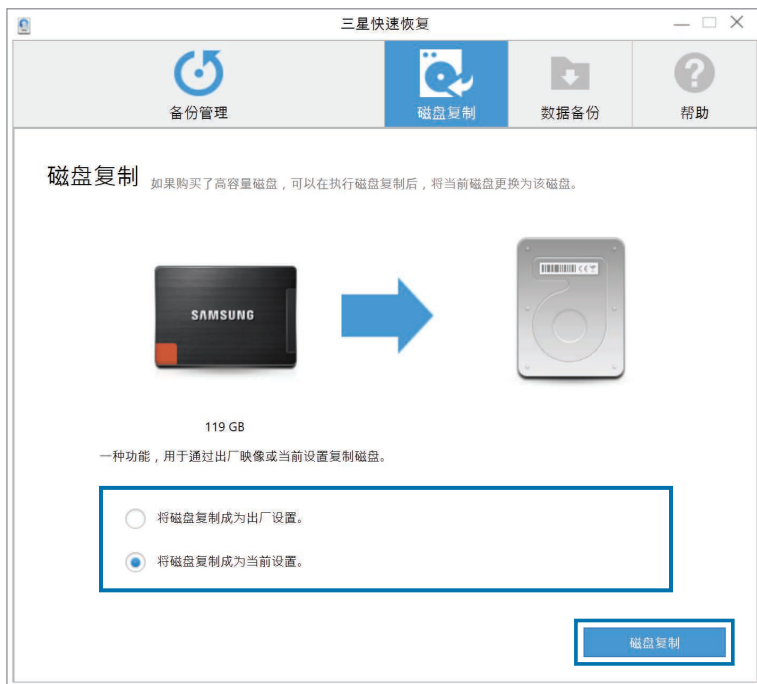 三星快速恢复
备份管理
磁盘复制
数据备份
帮助
磁盘复制 如果购买了高容量磁盘，可以在执行磁盘复制后，将当前磁盘更换为该磁盘。
SAMSUNG
119 GB
一种功能，用于通过出厂映像或当前设置复制磁盘。
将磁盘复制成为出厂设置。
将磁盘复制成为当前设置。
磁盘复制